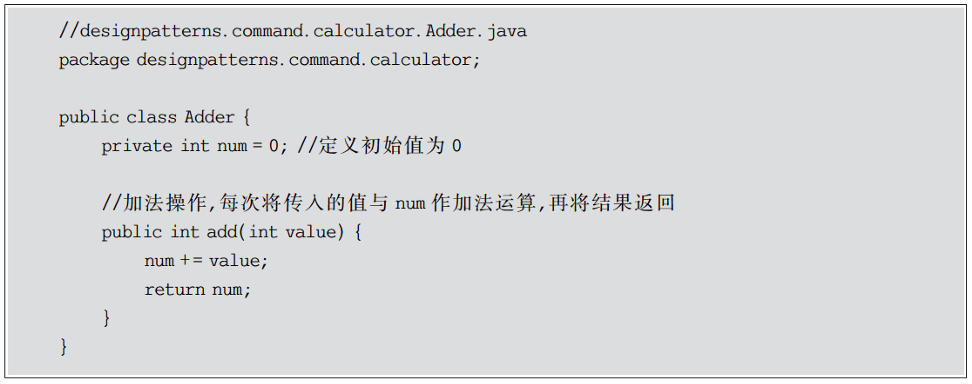 //designpatterns.command.calculator.Adder.java
package designpatterns.command.calculator;
public class Adder {
private int num = 0; //定义初始值为 0
//加法操作,每次将传入的值与 num 作加法运算,再将结果返回
public int add(int value) {
num += value;
return num;
}
}